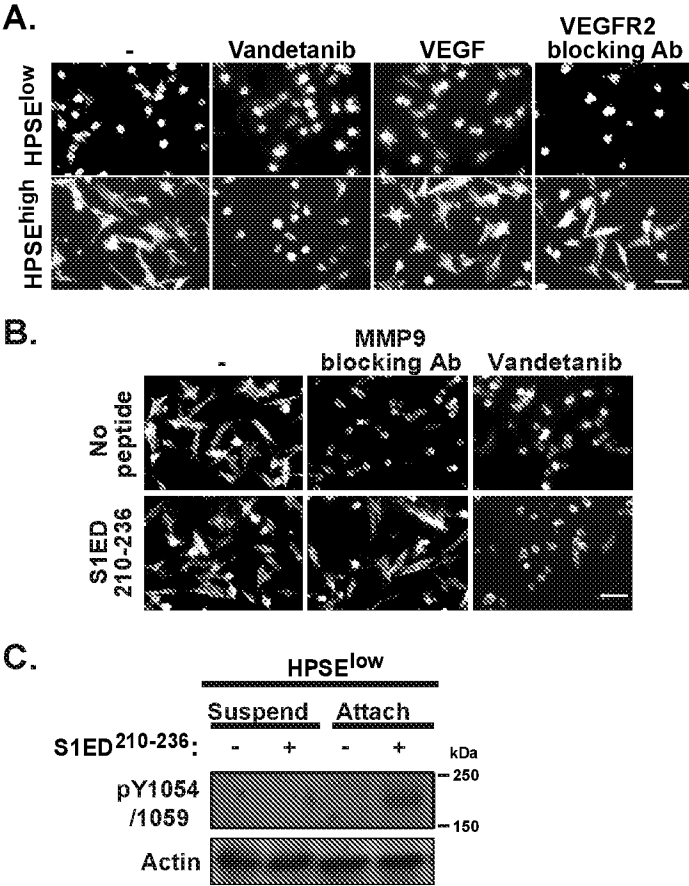 A.
- Vandetanib VEGF VEGFR2 blocking Ab
HPSElow
HPSEhigh
B.
- MMP9 blocking Ab Vandetanib
No peptide
S1ED 210-236
C.
HPSElow
Suspend Attach
S1ED210-236: - + - + kDa
250
pY1054 /1059
150
Actin